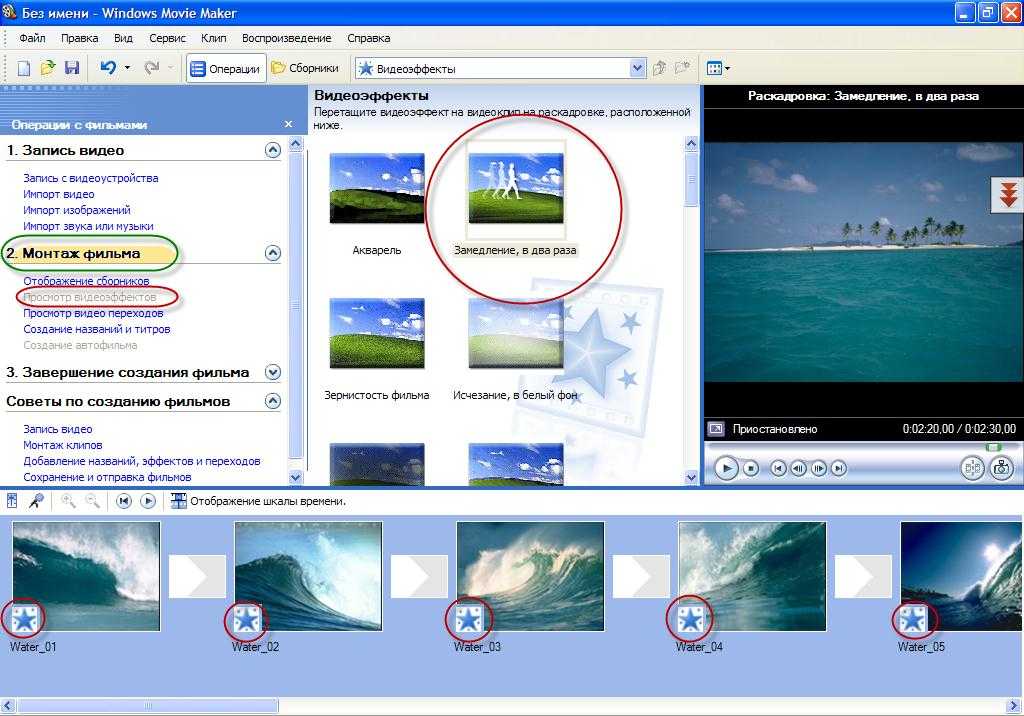 Без имени - Windows Movie Maker
Файл Правка Вид Сервис Клип Воспроизведение Справка
Операции Сборники Видеоэффекты
Операции с фильмами
1. Запись видео
Запись с видеоустройства
Импорт видео
Импорт изображений
Импорт звука или музыки
2. Монтаж фильма
Отображение сборников
Просмотр видеоэффектов
Просмотр видео переходов
Создание названий и титров
Создание автофильма
3. Завершение создания фильма
Советы по созданию фильмов
Запись видео
Монтаж клипов
Добавление названий, эффектов и переходов
Сохранение и отправка фильмов
Видеоэффекты
Перетащите видеоэффект на видеоклип на раскадровке, расположенной
ниже.
Акварель
Замедление, в два раза
Зернистость фильма
Исчезание, в белый фон
Раскадровка: Замедление, в два раза
Приостановлено 0:02:20,00 / 0:02:30,00
Отображение шкалы времени.
Water_01
Water_02
Water_03
Water_04
Water_05